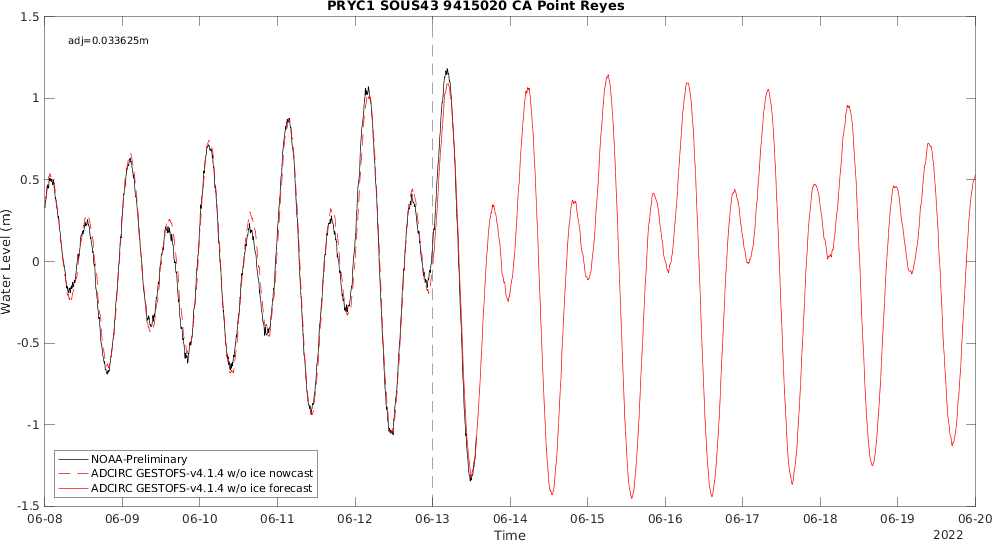 PRYC1 SOUS43 9415020 CA Point Reyes
adj=0.033625m
1.5
1
0.5
0
-0.5
-1
-1.5
Water Level (m)
NOAA-Preliminary
ADCIRC GESTOFS-v4.1.4 w/o ice nowcast
ADCIRC GESTOFS-v4.1.4 w/o ice forecast
06-08 06-09 06-10 06-11 06-12 06-13 06-14 06-15 06-16 06-17 06-18 06-19 06-20
Time
2022